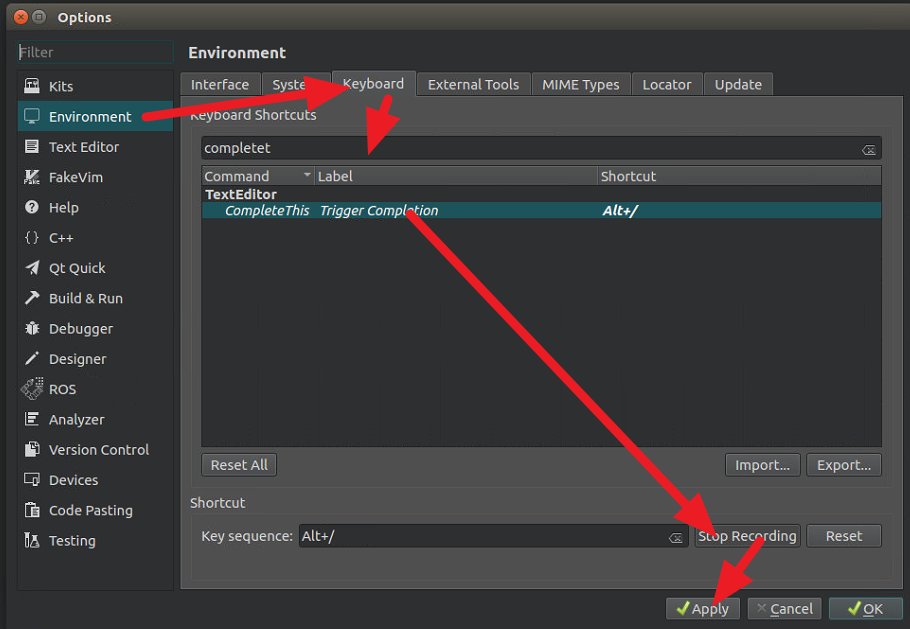 Options
Filter
Kits
Environment
Text Editor
FakeVim
Help
{} C++
Qt Quick
Build & Run
Debugger
Designer
ROS
Analyzer
Version Control
Devices
Code Pasting
Testing
Environment
Interface Syste Keyboard External Tools MIME Types Locator Update
Keyboard Shortcuts
completet
Command Label Shortcut
TextEditor
CompleteThis Trigger Completion Alt+/
Reset All Import... Export...
Shortcut
Key sequence: Alt+/ Stop Recording Reset
Apply Cancel OK